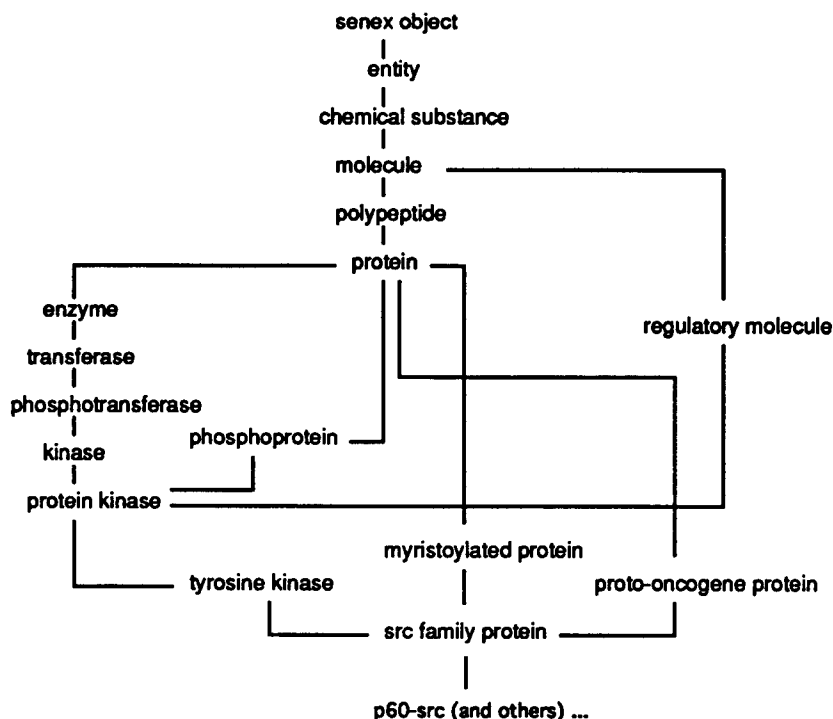 senex object
entity
chemical substance
molecule
polypeptide
protein
enzyme
regulatory molecule
transferase
phosphotransferase
phosphoprotein
kinase
protein kinase
myristoylated protein
tyrosine kinase
proto-oncogene protein
src family protein
p60-src (and others) ...